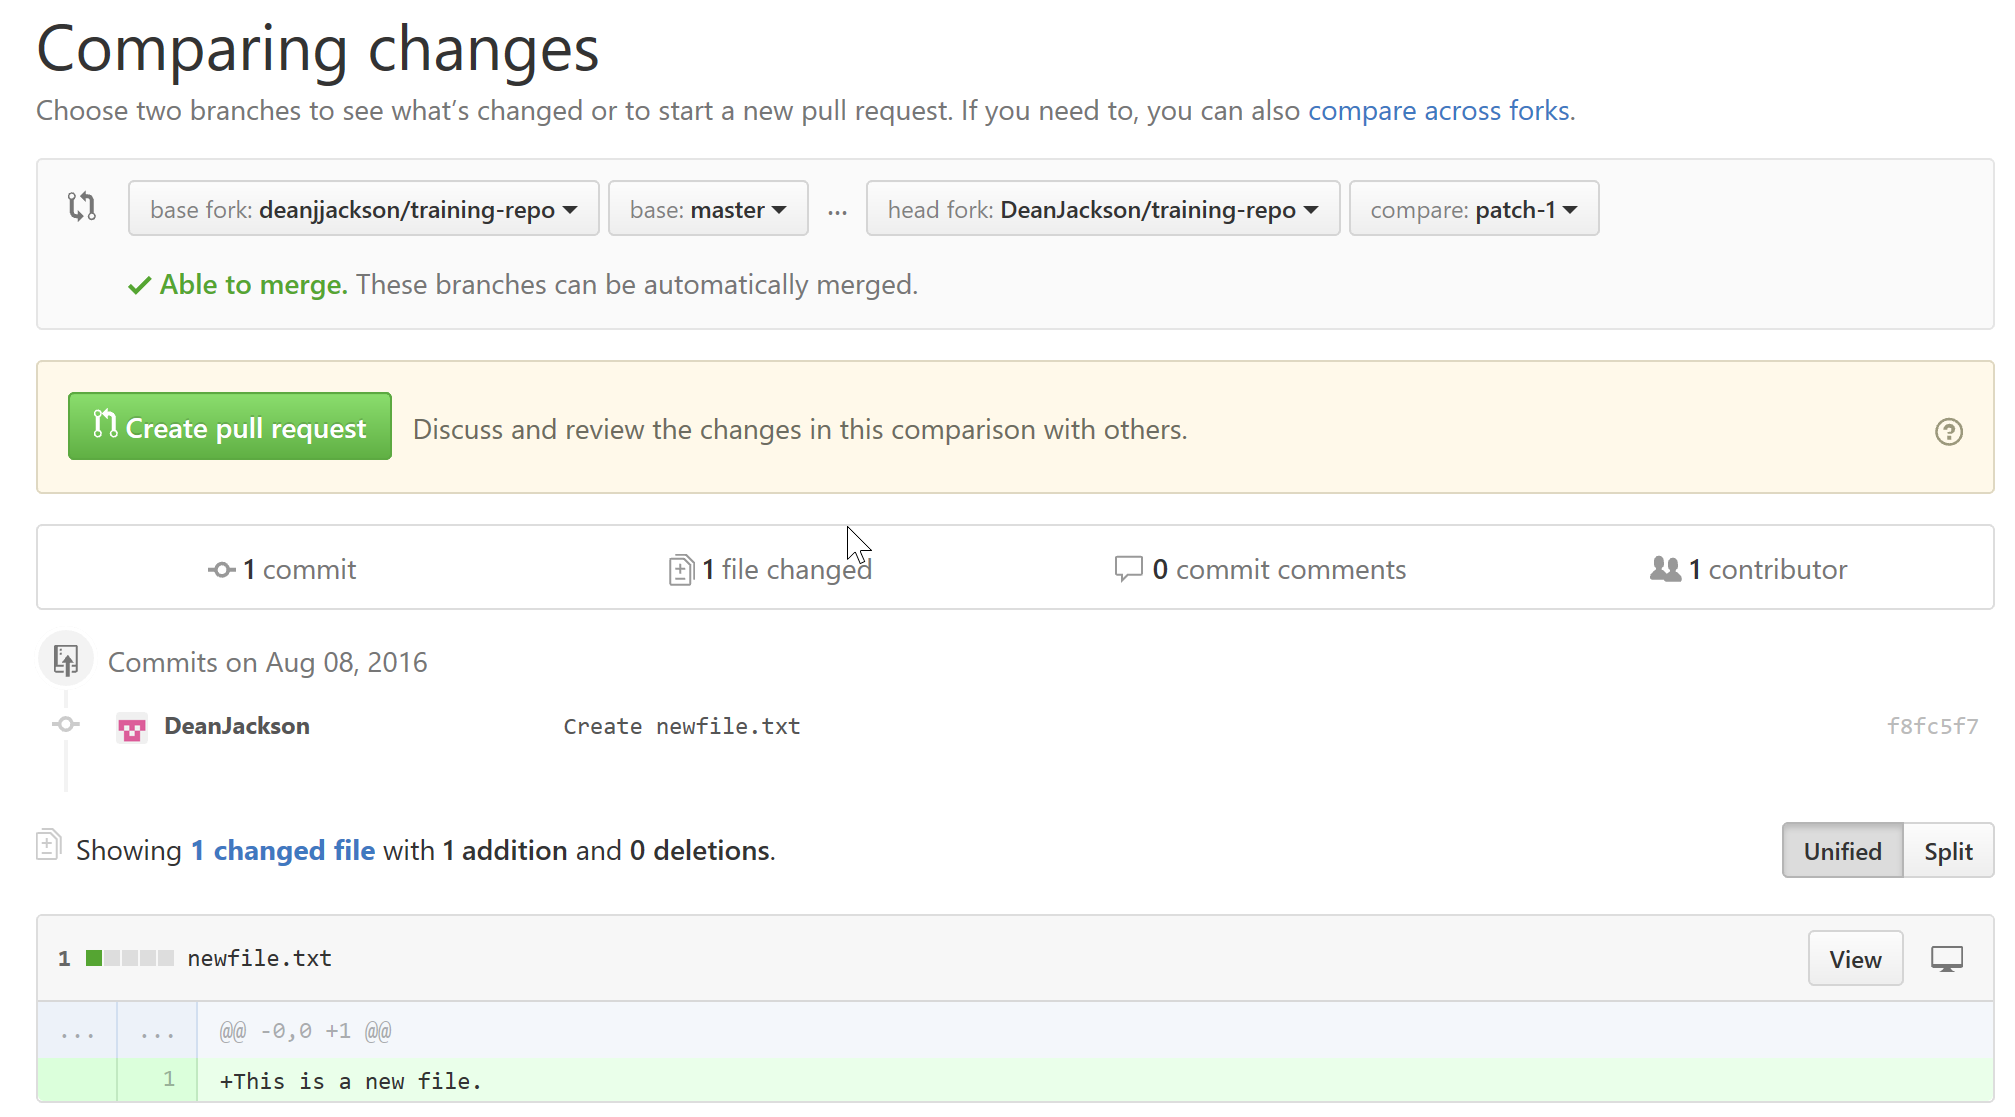 Comparing changes
Choose two branches to see what’s changed or to start a new pull request. If you need to, you can also compare across forks.
base fork: deanjjackson/training-repo base: master ... head fork: DeanJackson/training-repo compare: patch-1
Able to merge. These branches can be automatically merged.
Create pull request Discuss and review the changes in this comparison with others.
1 commit 1 file changed 0 commit comments 1 contributor
Commits on Aug 08, 2016
DeanJackson Create newfile.txt f8fc5f7
Showing 1 changed file with 1 addition and 0 deletions. Unified Split
1 newfile.txt View
... ... @@ -0,0 +1 @@
1 +This is a new file.